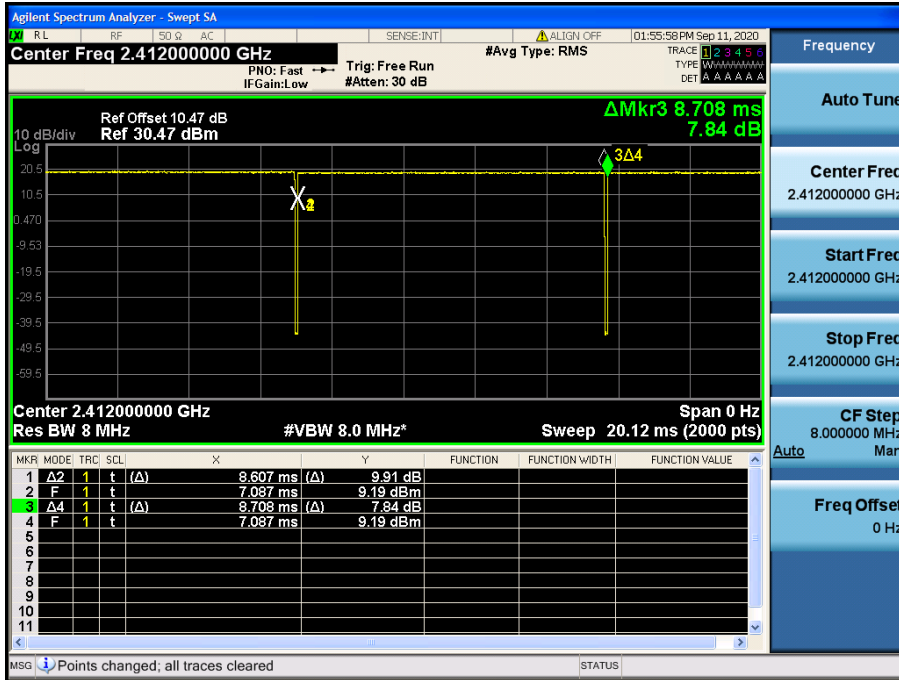 Agilent Spectrum Analyzer - Swept SA
LXI RL RF 50 Ω AC SENSE:INT ALIGN OFF 01:55:58 PM Sep 11, 2020
Center Freq 2.412000000 GHz #Avg Type: RMS TRACE 1 2 3 4 5 6
PNO: Fast Trig: Free Run TYPE WWWWWW
IFGain:Low #Atten: 30 dB DET A A A A A A
Ref Offset 10.47 dB ΔMkr3 8.708 ms
10 dB/div Ref 30.47 dBm 7.84 dB
Log
3Δ4
20.5
10.5
0.470
-9.53
-19.5
-29.5
-39.5
-49.5
-59.5
Center 2.412000000 GHz Span 0 Hz
Res BW 8 MHz #VBW 8.0 MHz* Sweep 20.12 ms (2000 pts)
MKR MODE TRC SCL X Y FUNCTION FUNCTION WIDTH FUNCTION VALUE
1 Δ2 1 t (Δ) 8.607 ms (Δ) 9.91 dB
2 F 1 t 7.087 ms 9.19 dBm
3 Δ4 1 t (Δ) 8.708 ms (Δ) 7.84 dB
4 F 1 t 7.087 ms 9.19 dBm
5
6
7
8
9
10
11
MSG Points changed; all traces cleared STATUS
Frequency
Auto Tune
Center Freq
2.412000000 GHz
Start Freq
2.412000000 GHz
Stop Freq
2.412000000 GHz
CF Step
8.000000 MHz
Auto Man
Freq Offset
0 Hz